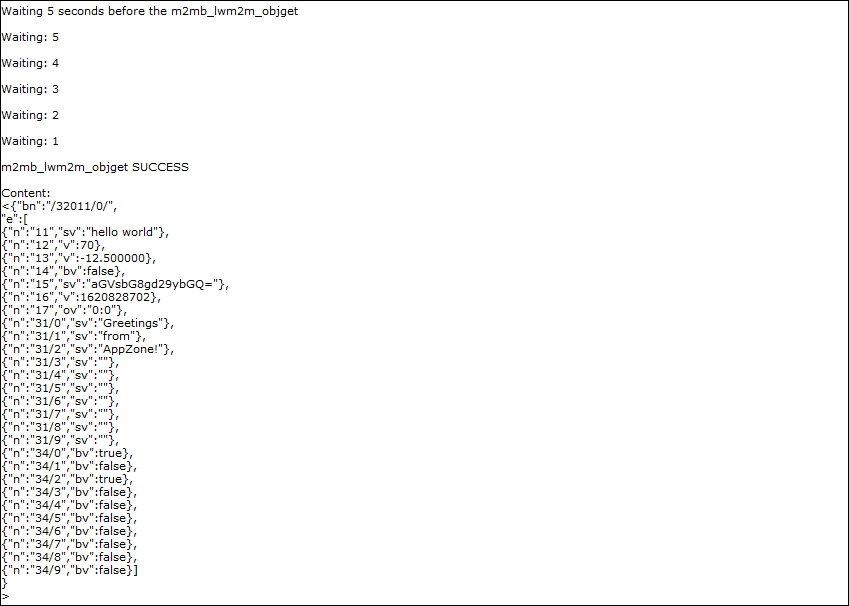 Waiting 5 seconds before the m2mb_lwm2m_objget
Waiting: 5
Waiting: 4
Waiting: 3
Waiting: 2
Waiting: 1
m2mb_lwm2m_objget SUCCESS
Content:
<{"bn":"/32011/0/",
"e":[
{"n":"11","sv":"hello world"},
{"n":"12","v":70},
{"n":"13","v":-12.500000},
{"n":"14","bv":false},
{"n":"15","sv":"aGVsbG8gd29ybGQ="},
{"n":"16","v":1620828702},
{"n":"17","ov":"0:0"},
{"n":"31/0","sv":"Greetings"},
{"n":"31/1","sv":"from"},
{"n":"31/2","sv":"AppZone!"},
{"n":"31/3","sv":""},
{"n":"31/4","sv":""},
{"n":"31/5","sv":""},
{"n":"31/6","sv":""},
{"n":"31/7","sv":""},
{"n":"31/8","sv":""},
{"n":"31/9","sv":""},
{"n":"34/0","bv":true},
{"n":"34/1","bv":false},
{"n":"34/2","bv":true},
{"n":"34/3","bv":false},
{"n":"34/4","bv":false},
{"n":"34/5","bv":false},
{"n":"34/6","bv":false},
{"n":"34/7","bv":false},
{"n":"34/8","bv":false},
{"n":"34/9","bv":false}]
}
>